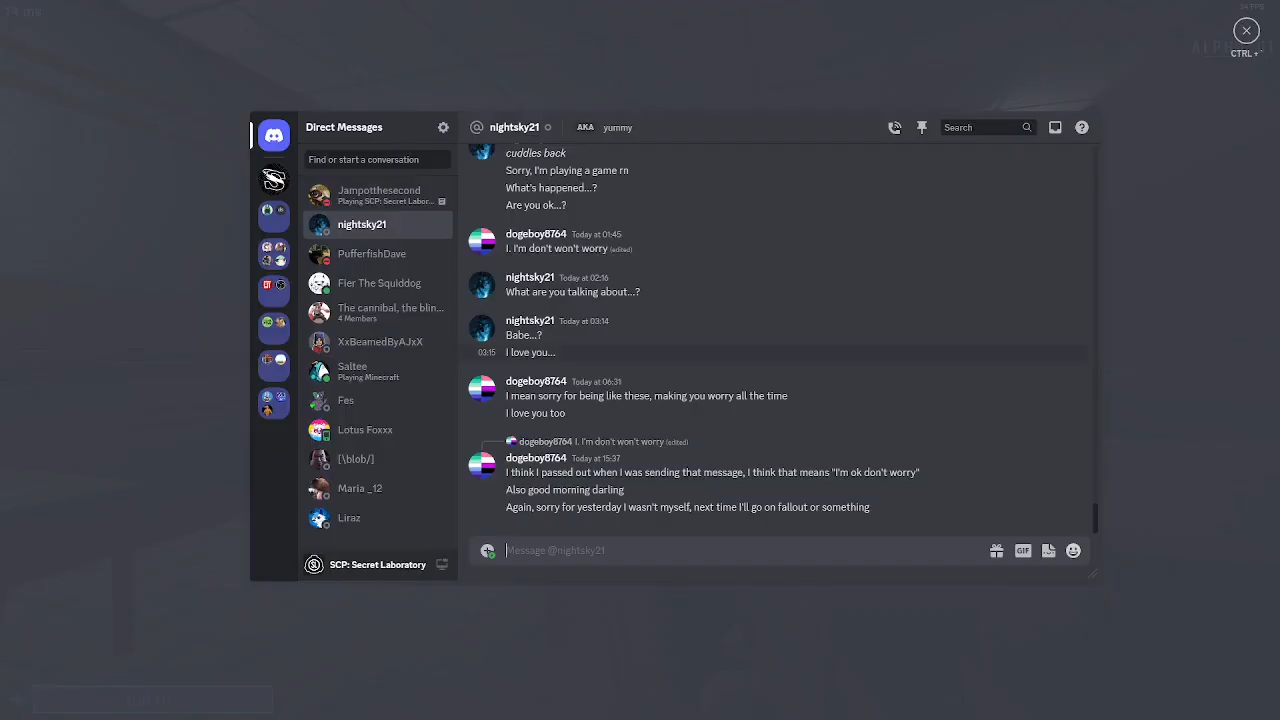 CTRL + `
Direct Messages
Find or start a conversation
Jampotthesecond
Playing SCP: Secret Labor...
nightsky21
PufferfishDave
Fier The Squiddog
The cannibal, the blin...
4 Members
XxBearnedByAJxX
Saltee
Playing Minecraft
Fes
Lotus Foxxx
[\blob/]
Maria _12
Liraz
SCP: Secret Laboratory
nightsky21
AKA yummy
Search
cuddles back
Sorry, I'm playing a game rn
What's happened...?
Are you ok...?
dogeboy8764 Today at 01:45
I. I'm don't won't worry (edited)
nightsky21 Today at 02:16
What are you talking about...?
nightsky21 Today at 03:14
Babe...?
03:15 I love you...
dogeboy8764 Today at 06:31
I mean sorry for being like these, making you worry all the time
I love you too
dogeboy8764 I. I'm don't won't worry (edited)
dogeboy8764 Today at 15:37
I think I passed out when I was sending that message, I think that means "I'm ok don't worry"
Also good morning darling
Again, sorry for yesterday I wasn't myself, next time I'll go on fallout or something
Message @nightsky21
GIF